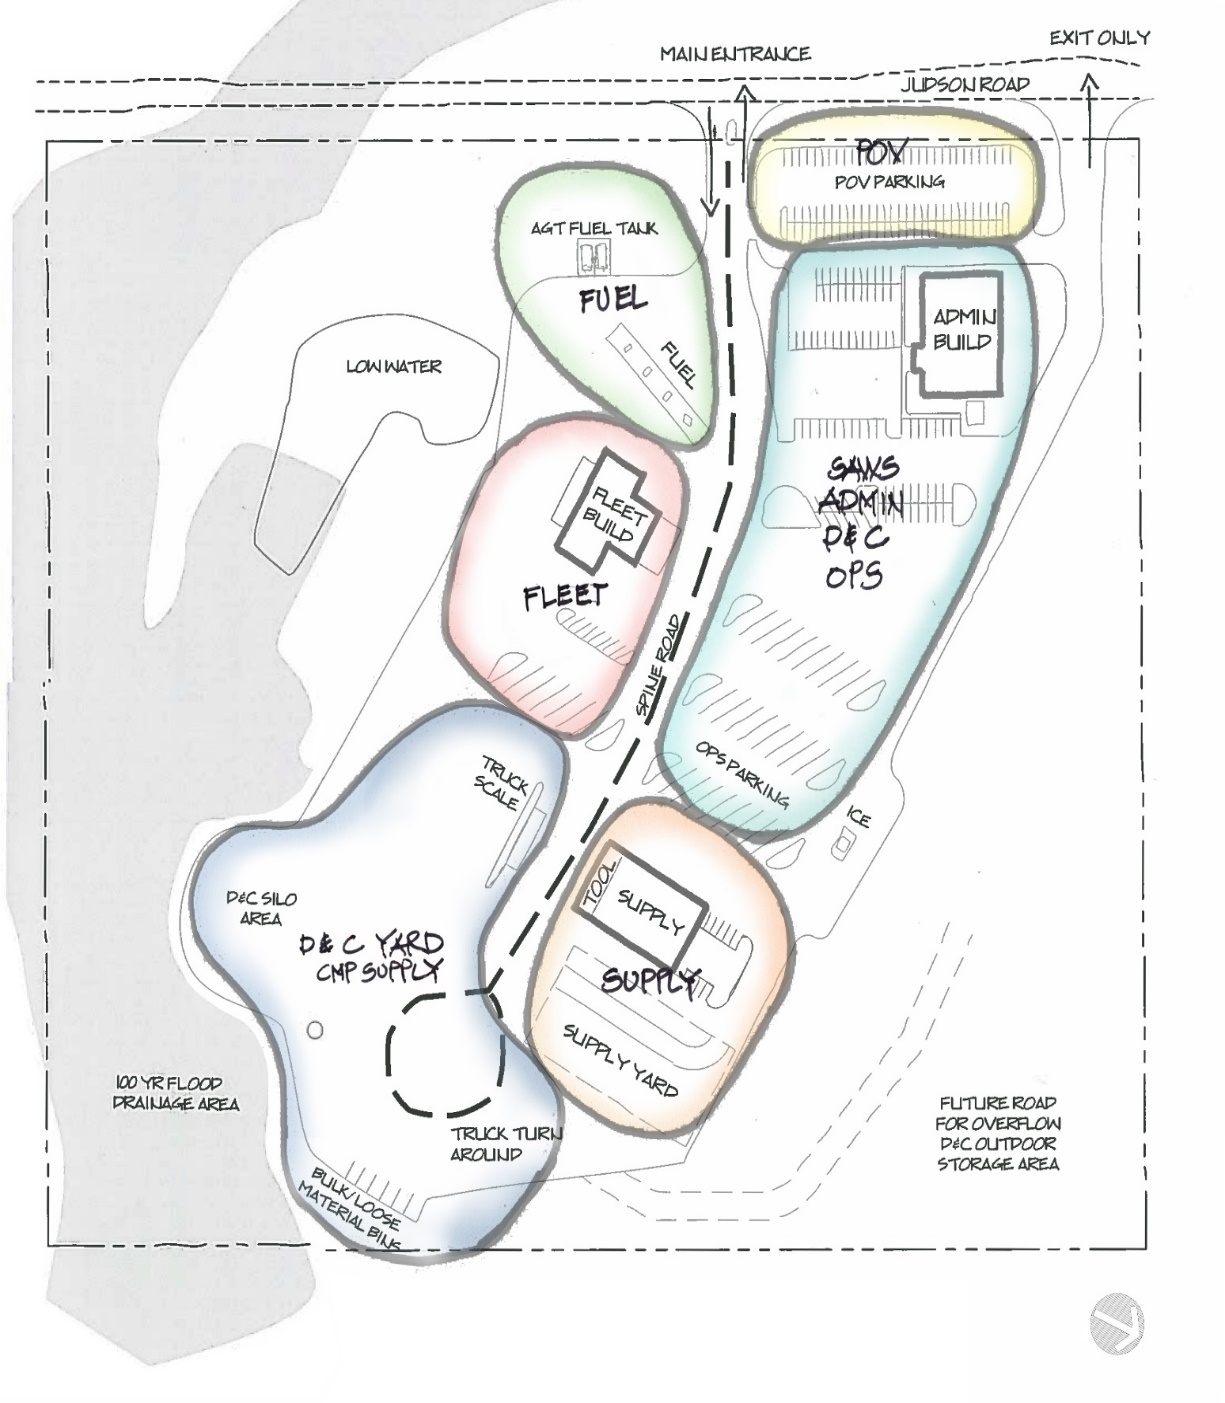 EXIT ONLY
MAIN ENTRANCE
JUDSON ROAD
POV
POV PARKING
AGT FUEL TANK
FUEL
FUEL
ADMIN
BUILD
LOW WATER
SAWS
ADMIN
D&C
OPS
FLEET
BUILD
FLEET
SPINE ROAD
OPS PARKING
TRUCK
SCALE
ICE
TOOL
SUPPLY
D&C SILO
AREA
D&C YARD
CMP SUPPLY
SUPPLY
SUPPLY YARD
100 YR FLOOD
DRAINAGE AREA
TRUCK TURN
AROUND
FUTURE ROAD
FOR OVERFLOW
D&C OUTDOOR
STORAGE AREA
BULK/LOOSE
MATERIAL BINS